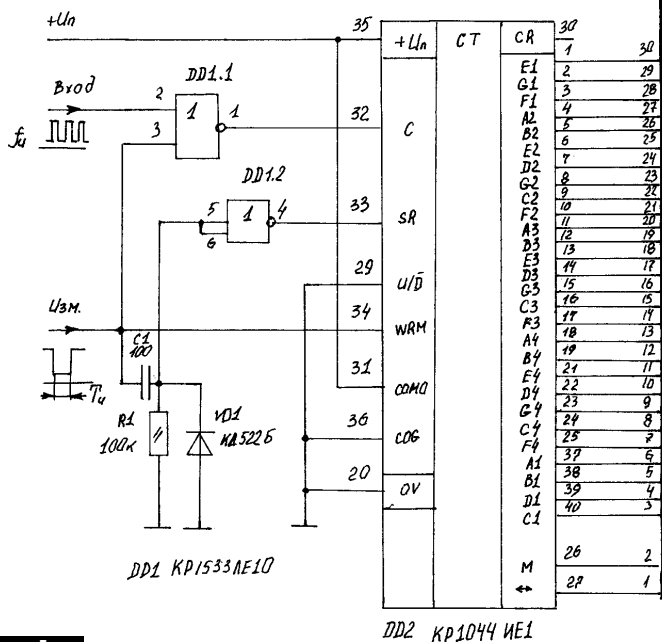 +Uп 35 +Uп CT CR 30
DD1.1
Вход 2 1 1 32 C
fч 3
DD1.2
5 1 4 33 SR
6
29 U/D̅
Изм. 34 WRM
C1
100
31 COMO
Tч
R1
100к
VD1
КД522Б
36 COG
20 OV
1 30
E1 2 29
G1 3 28
F1 4 27
A2 5 26
B2 6 25
E2
D2 7 24
G2 8 23
C2 9 22
F2 10 21
A3 11 20
B3 12 19
E3 13 18
D3 14 17
G3 15 16
C3 16 15
F3 17 14
A4 18 13
B4 19 12
E4 21 11
D4 22 10
G4 23 9
C4 24 8
F4 25 7
A1 37 6
B1 38 5
D1 39 4
C1 40 3
M 26 2
↔ 27 1
DD1 КР1533ЛЕ10
DD2 КР1044ИЕ1